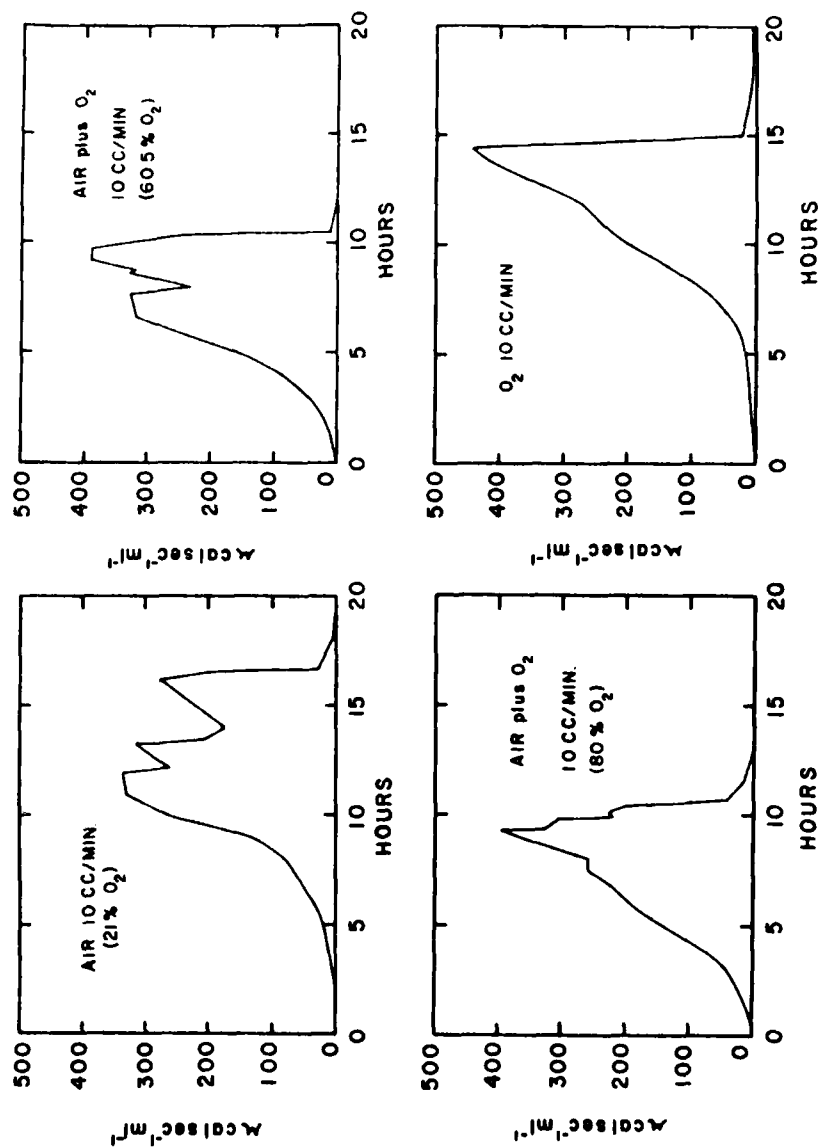 AIR 10 CC/MIN.
(21% O₂)
500
400
300
200
100
0
μcal sec⁻¹ ml⁻¹
0
5
10
15
20
HOURS
AIR plus O₂
10 CC/MIN
(60 5% O₂)
500
400
300
200
100
0
μcal sec⁻¹ ml⁻¹
0
5
10
15
20
HOURS
AIR plus O₂
10 CC/MIN.
(80% O₂)
500
400
300
200
100
0
μcal sec⁻¹ ml⁻¹
0
5
10
15
20
HOURS
O₂ 10 CC/MIN
500
400
300
200
100
0
μcal sec⁻¹ ml⁻¹
0
5
10
15
20
HOURS